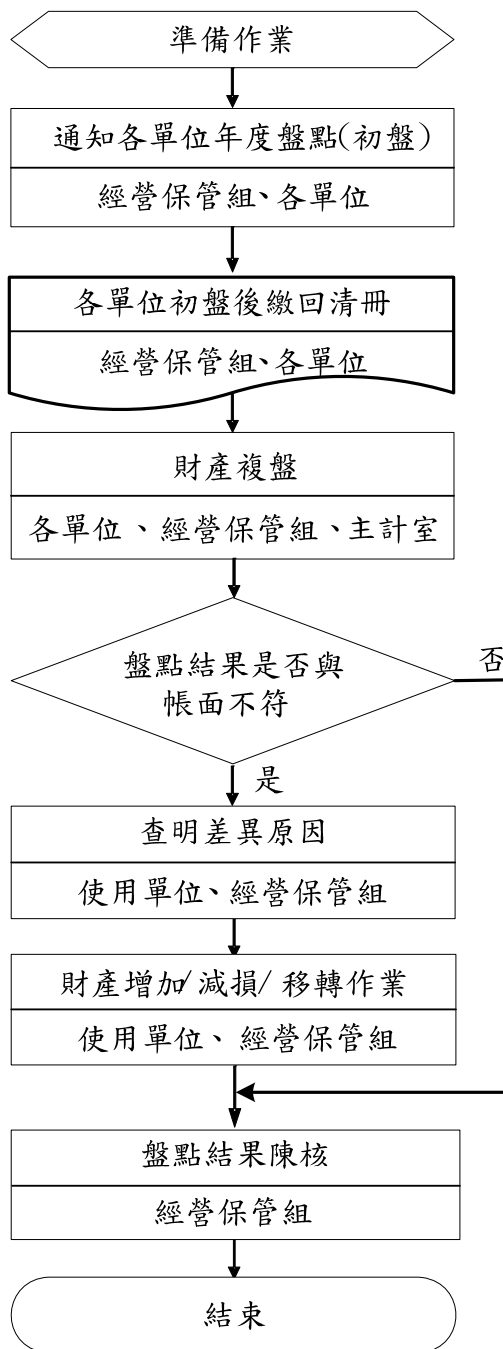 準備作業
通知各單位年度盤點(初盤)
經營保管組、各單位
各單位初盤後繳回清冊
經營保管組、各單位
財產複盤
各單位、經營保管組、主計室
盤點結果是否與
帳面不符
否
是
查明差異原因
使用單位、經營保管組
財產增加/減損/移轉作業
使用單位、經營保管組
盤點結果陳核
經營保管組
結束